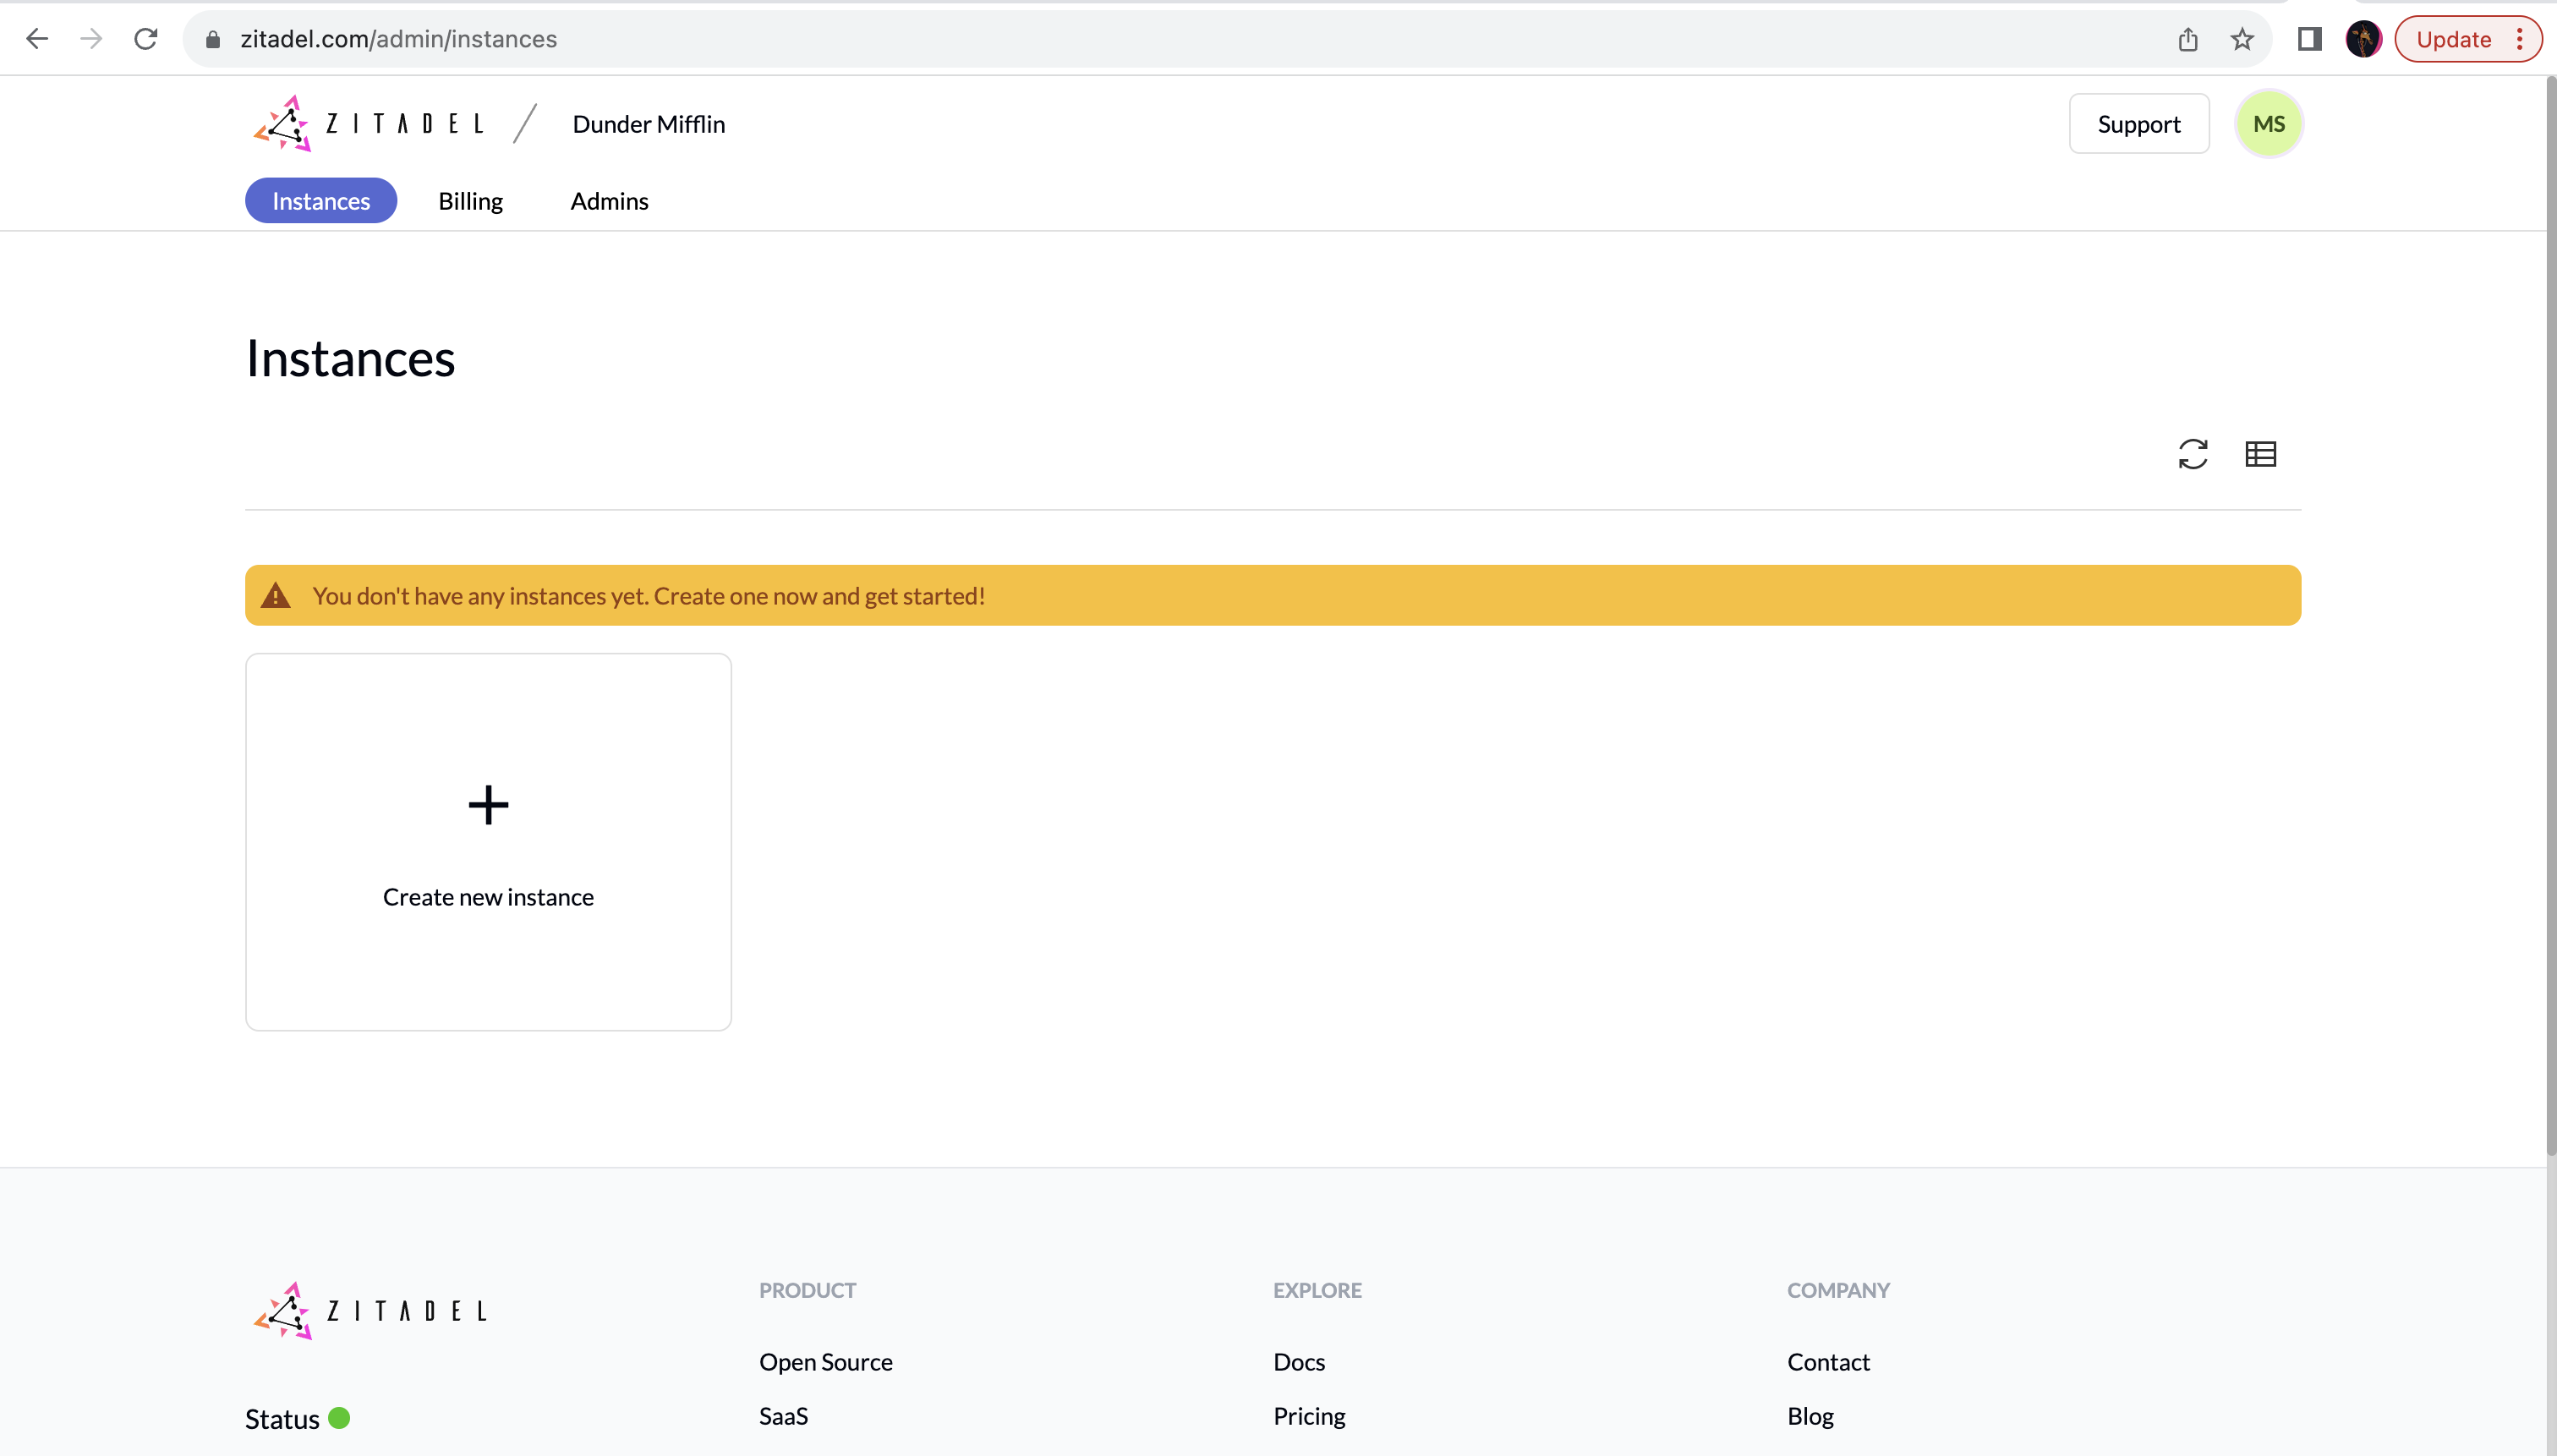 zitadel.com/admin/instances
Update
ZITADEL
Dunder Mifflin
Support
MS
Instances
Billing
Admins
Instances
You don't have any instances yet. Create one now and get started!
Create new instance
ZITADEL
Status
PRODUCT
Open Source
SaaS
EXPLORE
Docs
Pricing
COMPANY
Contact
Blog